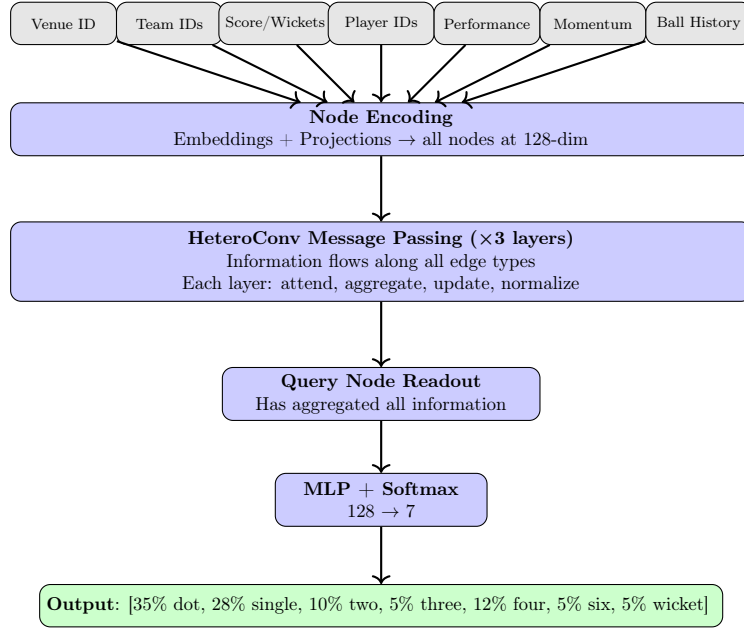 Venue ID
Team IDs
Score/Wickets
Player IDs
Performance
Momentum
Ball History
Node Encoding
Embeddings + Projections → all nodes at 128-dim
HeteroConv Message Passing (×3 layers)
Information flows along all edge types
Each layer: attend, aggregate, update, normalize
Query Node Readout
Has aggregated all information
MLP + Softmax
128 → 7
Output: [35% dot, 28% single, 10% two, 5% three, 12% four, 5% six, 5% wicket]